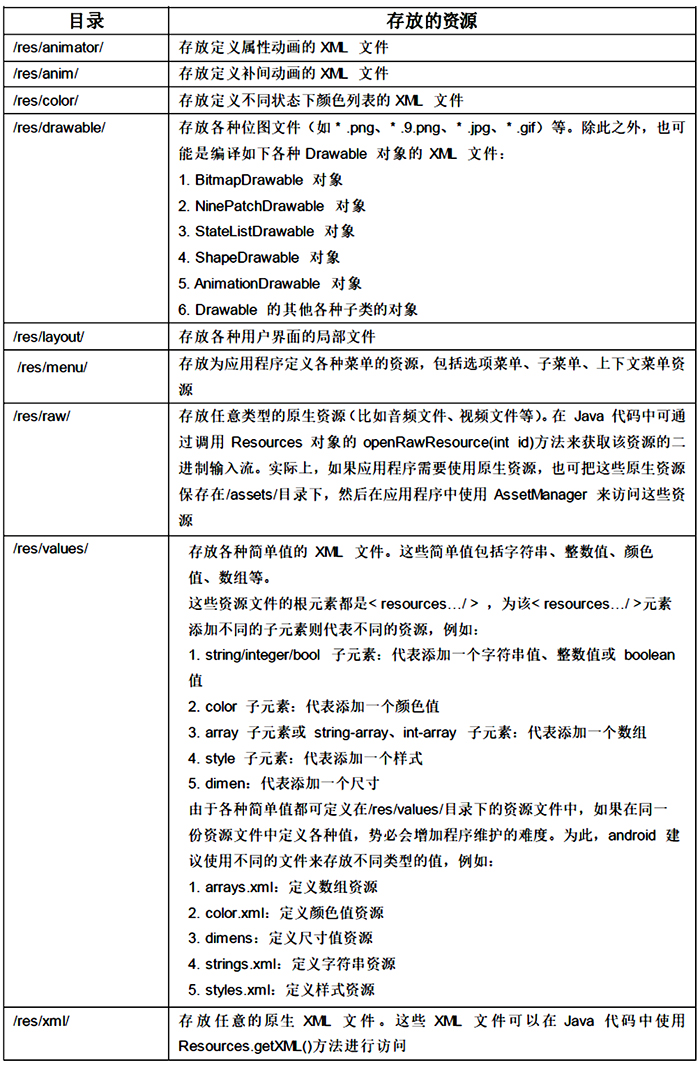 目录 存放的资源
/res/animator/ 存放定义属性动画的 XML 文件
/res/anim/ 存放定义补间动画的 XML 文件
/res/color/ 存放定义不同状态下颜色列表的 XML 文件
/res/drawable/ 存放各种位图文件（如 * .png、* .9.png、* .jpg、* .gif）等。除此之外，也可
能是编译如下各种 Drawable 对象的 XML 文件：
1. BitmapDrawable 对象
2. NinePatchDrawable 对象
3. StateListDrawable 对象
4. ShapeDrawable 对象
5. AnimationDrawable 对象
6. Drawable 的其他各种子类的对象
/res/layout/ 存放各种用户界面的局部文件
/res/menu/ 存放为应用程序定义各种菜单的资源，包括选项菜单、子菜单、上下文菜单资
源
/res/raw/ 存放任意类型的原生资源（比如音频文件、视频文件等）。在 Java 代码中可通
过调用 Resources 对象的 openRawResource(int id)方法来获取该资源的二
进制输入流。实际上，如果应用程序需要使用原生资源，也可把这些原生资源
保存在/assets/目录下，然后在应用程序中使用 AssetManager 来访问这些资
源
/res/values/ 存放各种简单值的 XML 文件。这些简单值包括字符串、整数值、颜色
值、数组等。
这些资源文件的根元素都是< resources…/ > ，为该< resources…/ >元素
添加不同的子元素则代表不同的资源，例如：
1. string/integer/bool 子元素：代表添加一个字符串值、整数值或 boolean
值
2. color 子元素：代表添加一个颜色值
3. array 子元素或 string-array、int-array 子元素：代表添加一个数组
4. style 子元素：代表添加一个样式
5. dimen：代表添加一个尺寸
由于各种简单值都可定义在/res/values/目录下的资源文件中，如果在同一
份资源文件中定义各种值，势必会增加程序维护的难度。为此，android 建
议使用不同的文件来存放不同类型的值，例如：
1. arrays.xml：定义数组资源
2. color.xml：定义颜色值资源
3. dimens：定义尺寸值资源
4. strings.xml：定义字符串资源
5. styles.xml：定义样式资源
/res/xml/ 存放任意的原生 XML 文件。这些 XML 文件可以在 Java 代码中使用
Resources.getXML()方法进行访问